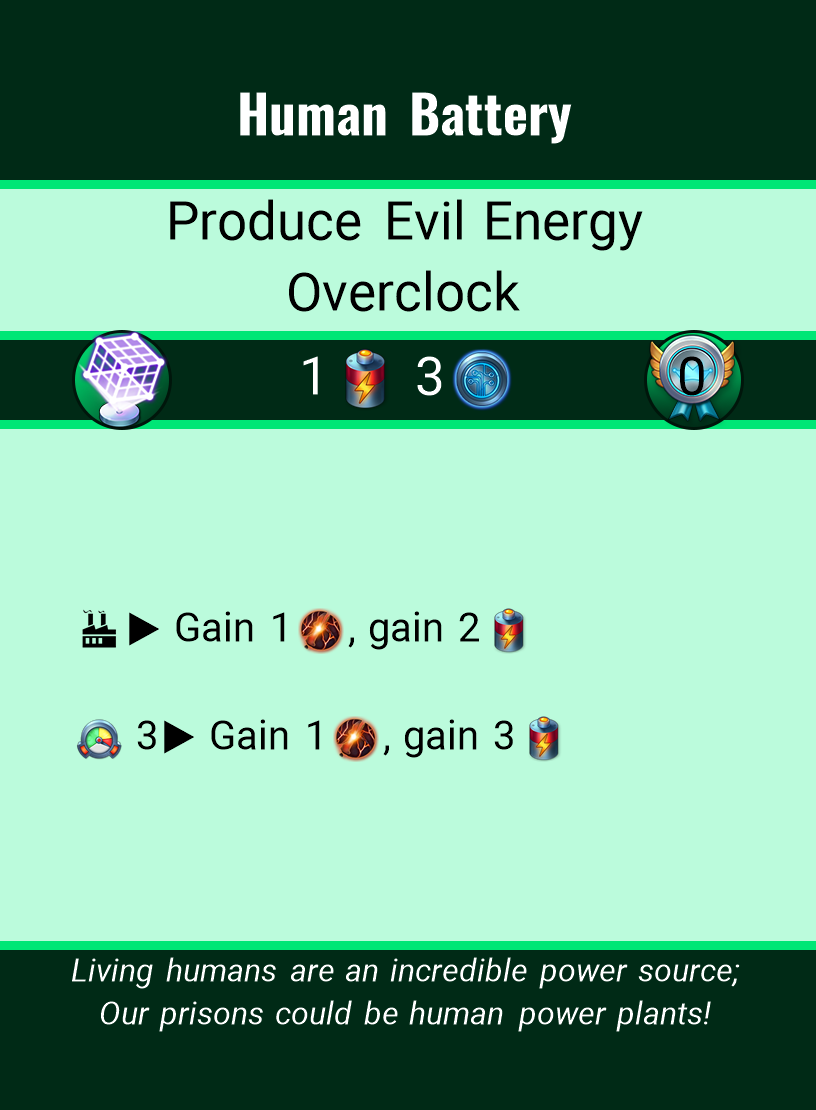 Human Battery
Produce Evil Energy
Overclock
1 3 0
▶ Gain 1 , gain 2
3▶ Gain 1 , gain 3
Living humans are an incredible power source;
Our prisons could be human power plants!